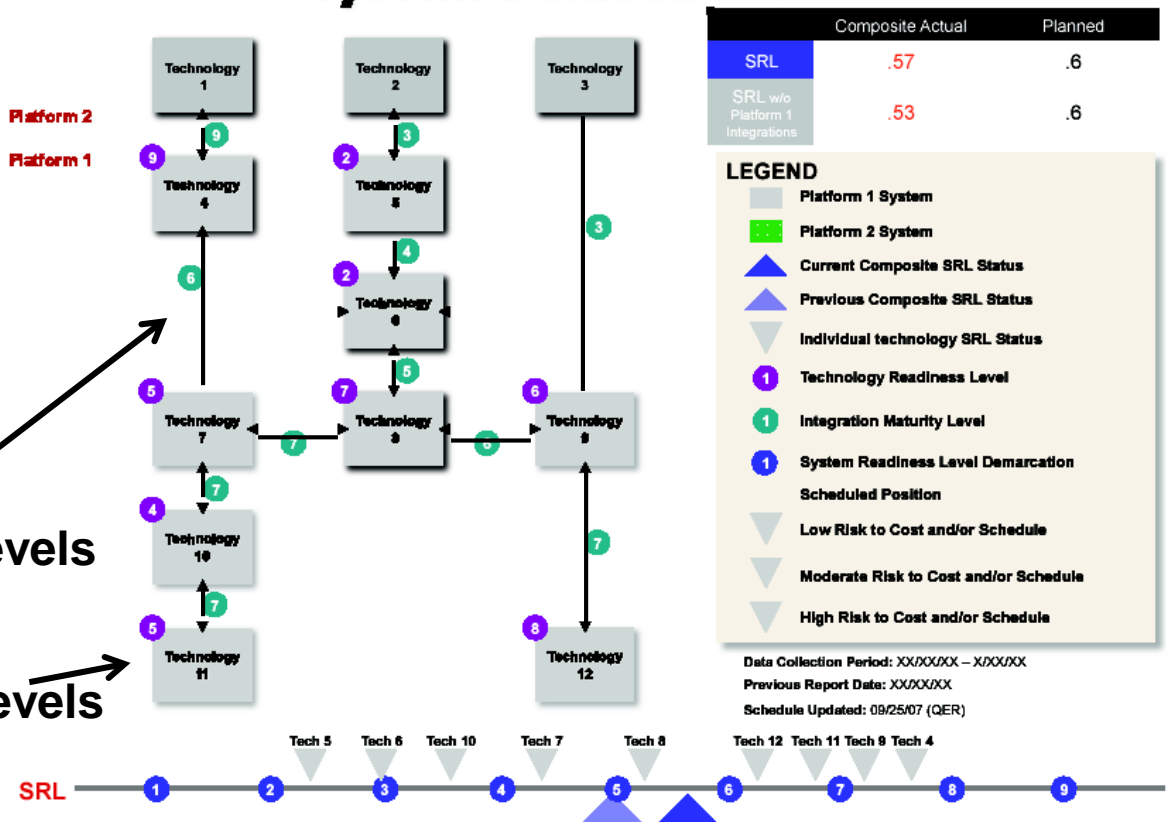 Composite Actual Planned
SRL .57 .6
SRL w/o
Platform 1
Integrations
.53 .6
Technology
1
Technology
2
Technology
3
Platform 2
9
3
Platform 1
9
2
Technology
4
Technology
5
3
4
6
2
Technology
6
5
5
7
6
Technology
7
Technology
Technology
7
6
7
4
Technology
10
7
7
5
8
Technology
11
Technology
12
evels
evels
LEGEND
Platform 1 System
Platform 2 System
Current Composite SRL Status
Previous Composite SRL Status
Individual technology SRL Status
1 Technology Readiness Level
1 Integration Maturity Level
1 System Readiness Level Demarcation
Scheduled Position
Low Risk to Cost and/or Schedule
Moderate Risk to Cost and/or Schedule
High Risk to Cost and/or Schedule
Data Collection Period: XX/XX/XX – X/XX/XX
Previous Report Date: XX/XX/XX
Schedule Updated: 09/25/07 (QER)
Tech 5 Tech 6 Tech 10 Tech 7 Tech 8 Tech 12 Tech 11 Tech 9 Tech 4
SRL 1 2 3 4 5 6 7 8 9